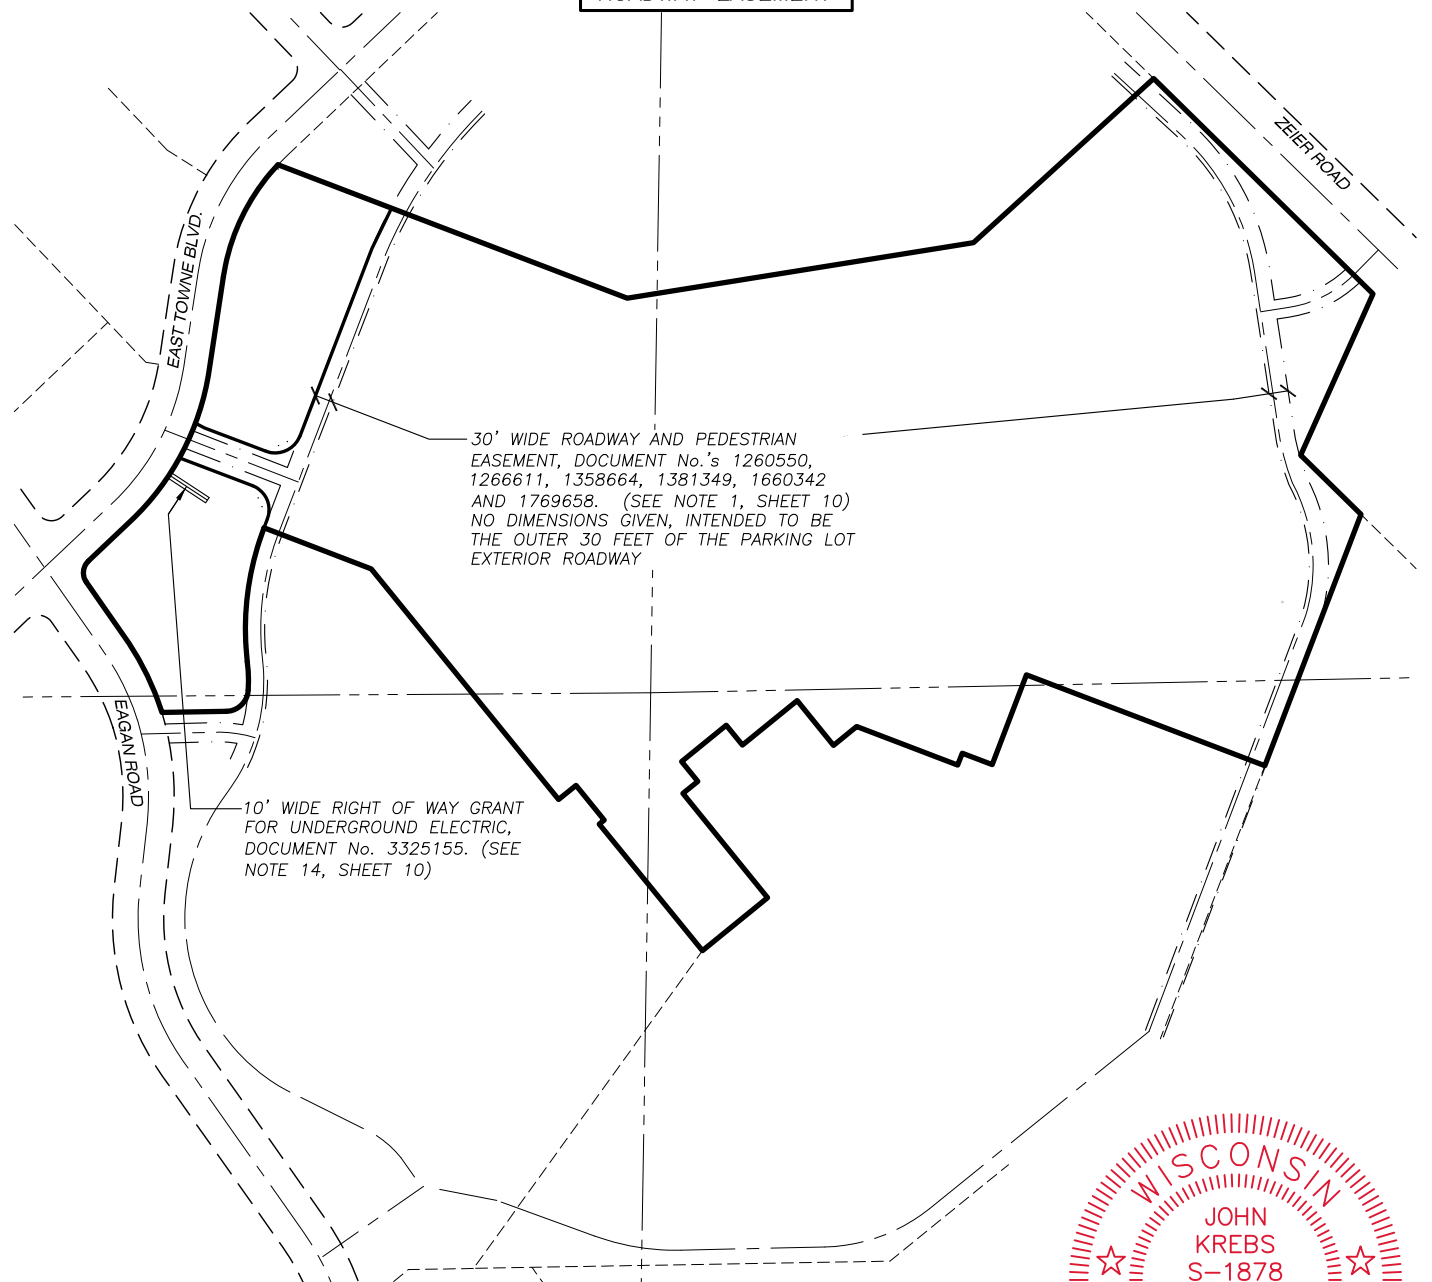 ROADWAY EASEMENT
ZEIER ROAD
EAST TOWNE BLVD.
30' WIDE ROADWAY AND PEDESTRIAN
EASEMENT, DOCUMENT No.'s 1260550,
1266611, 1358664, 1381349, 1660342
AND 1769658. (SEE NOTE 1, SHEET 10)
NO DIMENSIONS GIVEN, INTENDED TO BE
THE OUTER 30 FEET OF THE PARKING LOT
EXTERIOR ROADWAY
EAGAN ROAD
10' WIDE RIGHT OF WAY GRANT
FOR UNDERGROUND ELECTRIC,
DOCUMENT No. 3325155. (SEE
NOTE 14, SHEET 10)
WISCONSIN
JOHN
KREBS
S-1878